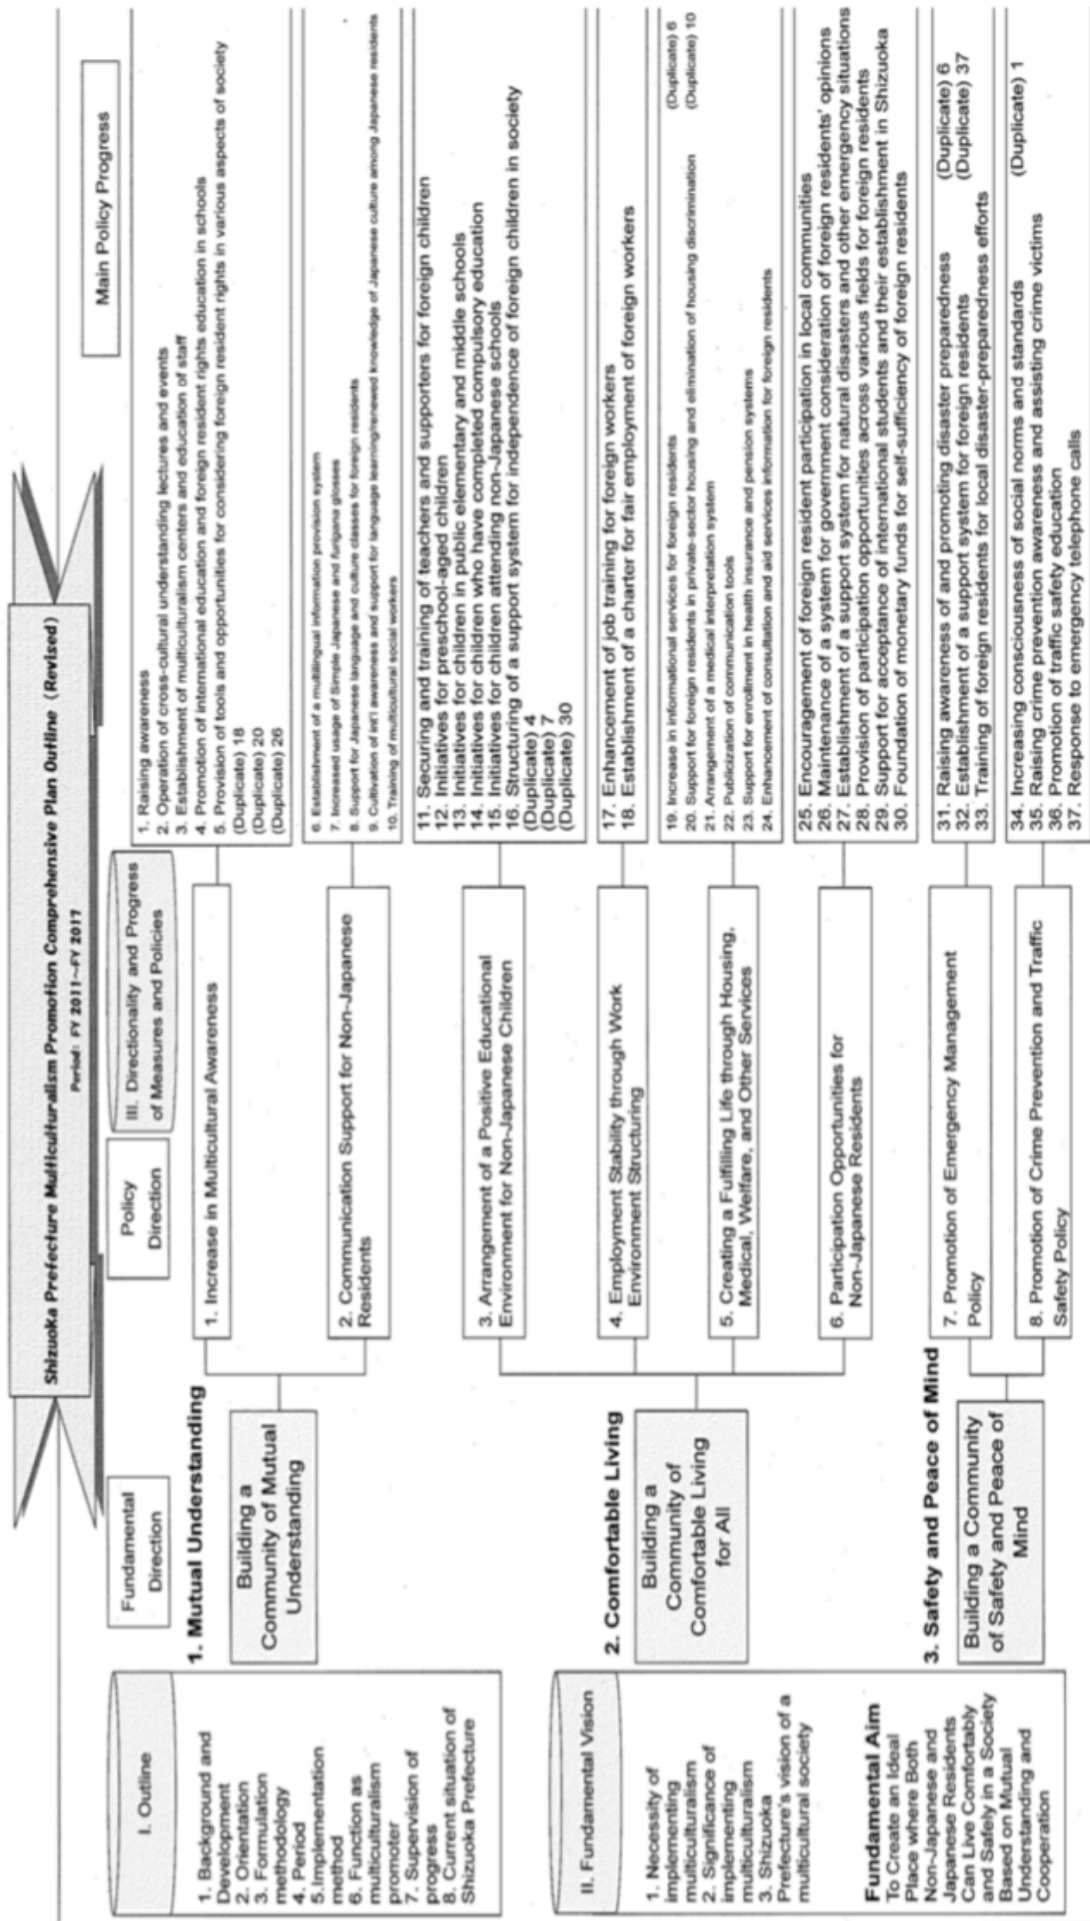 Shizuoka Prefecture Multiculturalism Promotion Comprehensive Plan Outline (Revised)
Period: FY 2011~FY 2017
I. Outline
1. Background and
Development
2. Orientation
3. Formulation
methodology
4. Period
5.Implementation
method
6. Function as
multiculturalism
promoter
7. Supervision of
progress
8. Current situation of
Shizuoka Prefecture
II. Fundamental Vision
1. Necessity of
implementing
multiculturalism
2. Significance of
implementing
multiculturalism
3. Shizuoka
Prefecture's vision of a
multicultural society
Fundamental Aim
To Create an Ideal
Place where Both
Non-Japanese and
Japanese Residents
Can Live Comfortably
and Safely in a Society
Based on Mutual
Understanding and
Cooperation
Fundamental
Direction
Policy
Direction
III. Directionality and Progress
of Measures and Policies
Main Policy Progress
1. Mutual Understanding
Building a
Community of Mutual
Understanding
1. Increase in Multicultural Awareness
1. Raising awareness
2. Operation of cross-cultural understanding lectures and events
3. Establishment of multiculturalism centers and education of staff
4. Promotion of international education and foreign resident rights education in schools
5. Provision of tools and opportunities for considering foreign resident rights in various aspects of society
(Duplicate) 18
(Duplicate) 20
(Duplicate) 26
2. Communication Support for Non-Japanese
Residents
6. Establishment of a multilingual information provision system
7. Increased usage of Simple Japanese and furigana glosses
8. Support for Japanese language and culture classes for foreign residents
9. Cultivation of int'l awareness and support for language learning/renewed knowledge of Japanese culture among Japanese residents
10. Training of multicultural social workers
2. Comfortable Living
Building a
Community of
Comfortable Living
for All
3. Arrangement of a Positive Educational
Environment for Non-Japanese Children
11. Securing and training of teachers and supporters for foreign children
12. Initiatives for preschool-aged children
13. Initiatives for children in public elementary and middle schools
14. Initiatives for children who have completed compulsory education
15. Initiatives for children attending non-Japanese schools
16. Structuring of a support system for independence of foreign children in society
(Duplicate) 4
(Duplicate) 7
(Duplicate) 30
4. Employment Stability through Work
Environment Structuring
17. Enhancement of job training for foreign workers
18. Establishment of a charter for fair employment of foreign workers
5. Creating a Fulfilling Life through Housing,
Medical, Welfare, and Other Services
19. Increase in informational services for foreign residents (Duplicate) 6
20. Support for foreign residents in private-sector housing and elimination of housing discrimination (Duplicate) 10
21. Arrangement of a medical interpretation system
22. Publicization of communication tools
23. Support for enrollment in health insurance and pension systems
24. Enhancement of consultation and aid services information for foreign residents
6. Participation Opportunities for
Non-Japanese Residents
25. Encouragement of foreign resident participation in local communities
26. Maintenance of a system for government consideration of foreign residents' opinions
27. Establishment of a support system for natural disasters and other emergency situations
28. Provision of participation opportunities across various fields for foreign residents
29. Support for acceptance of international students and their establishment in Shizuoka
30. Foundation of monetary funds for self-sufficiency of foreign residents
3. Safety and Peace of Mind
Building a Community
of Safety and Peace of
Mind
7. Promotion of Emergency Management
Policy
31. Raising awareness of and promoting disaster preparedness (Duplicate) 6
32. Establishment of a support system for foreign residents (Duplicate) 37
33. Training of foreign residents for local disaster-preparedness efforts
8. Promotion of Crime Prevention and Traffic
Safety Policy
34. Increasing consciousness of social norms and standards (Duplicate) 1
35. Raising crime prevention awareness and assisting crime victims
36. Promotion of traffic safety education
37. Response to emergency telephone calls